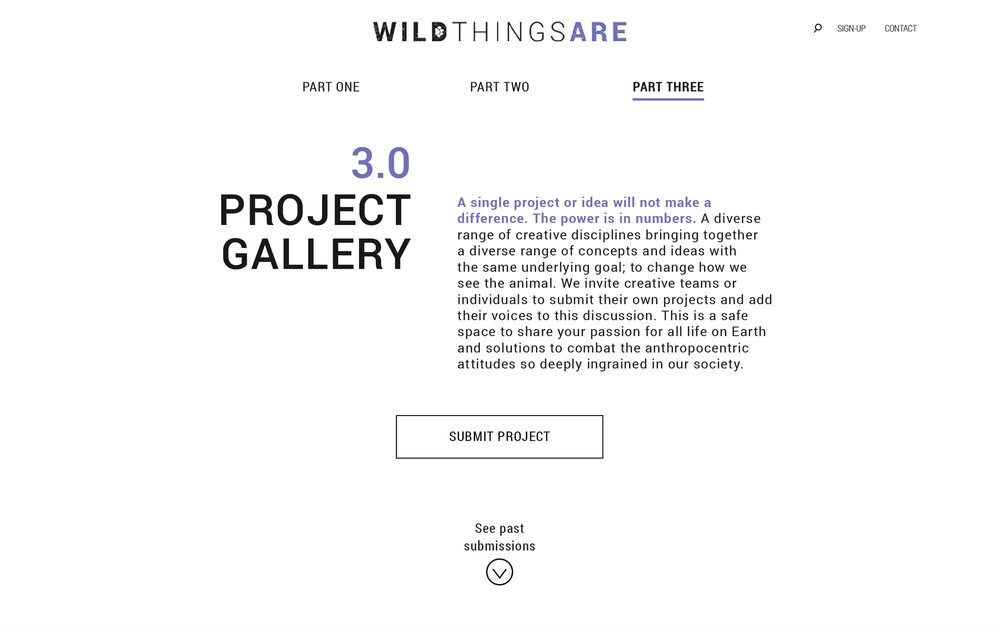 WILDTHINGSARE
SIGN-UP CONTACT
PART ONE PART TWO PART THREE
3.0
PROJECT
GALLERY
A single project or idea will not make a
difference. The power is in numbers. A diverse
range of creative disciplines bringing together
a diverse range of concepts and ideas with
the same underlying goal; to change how we
see the animal. We invite creative teams or
individuals to submit their own projects and add
their voices to this discussion. This is a safe
space to share your passion for all life on Earth
and solutions to combat the anthropocentric
attitudes so deeply ingrained in our society.
SUBMIT PROJECT
See past
submissions